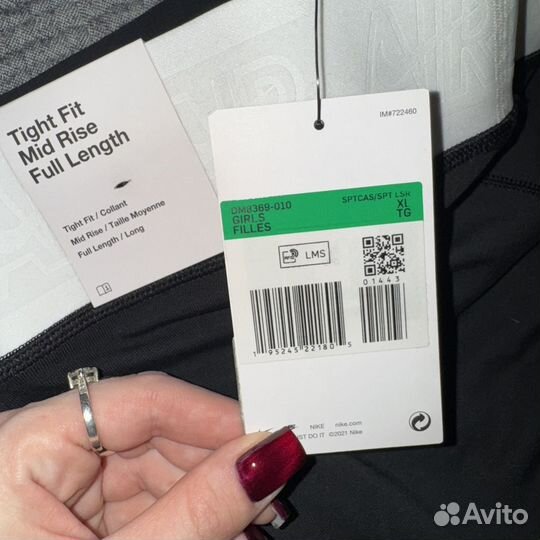 Tight Fit
Mid Rise
Full Length
Tight Fit / Collant
Mid Rise / Taille Moyenne
Full Length / Long
IM#722460
DM8369-010
SPTCAS/SPT LSR
GIRLS
XL
FILLES
TG
LMS
01443
1 95245 22180 5
NIKE nike.com
JUST DO IT ©2021 Nike
Avito